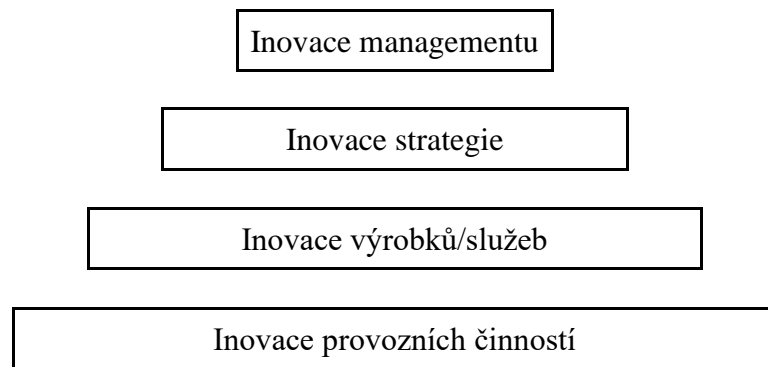 Inovace managementu
Inovace strategie
Inovace výrobků/služeb
Inovace provozních činností